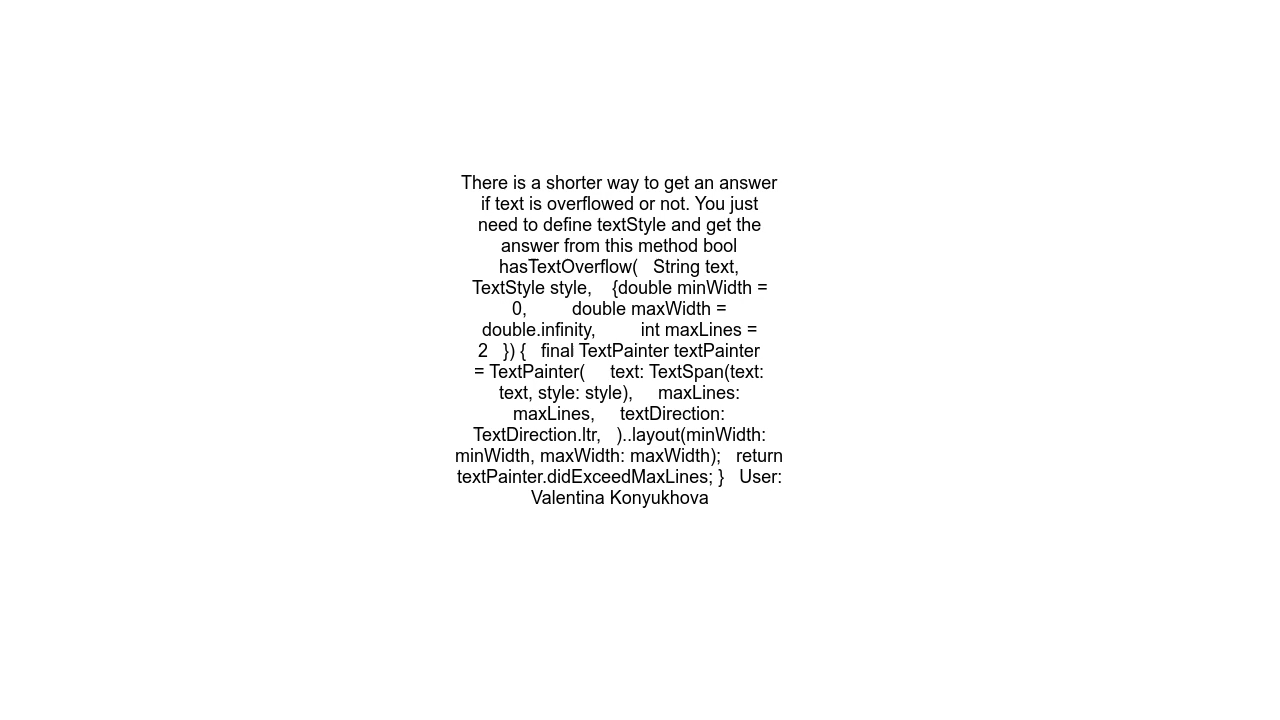 There is a shorter way to get an answer
if text is overflowed or not. You just
need to define textStyle and get the
answer from this method bool
hasTextOverflow(   String text,
TextStyle style,    {double minWidth =
0,         double maxWidth =
double.infinity,         int maxLines =
2   }) {   final TextPainter textPainter
= TextPainter(     text: TextSpan(text:
text, style: style),     maxLines:
maxLines,     textDirection:
TextDirection.ltr,   )..layout(minWidth:
minWidth, maxWidth: maxWidth);   return
textPainter.didExceedMaxLines; }   User:
Valentina Konyukhova